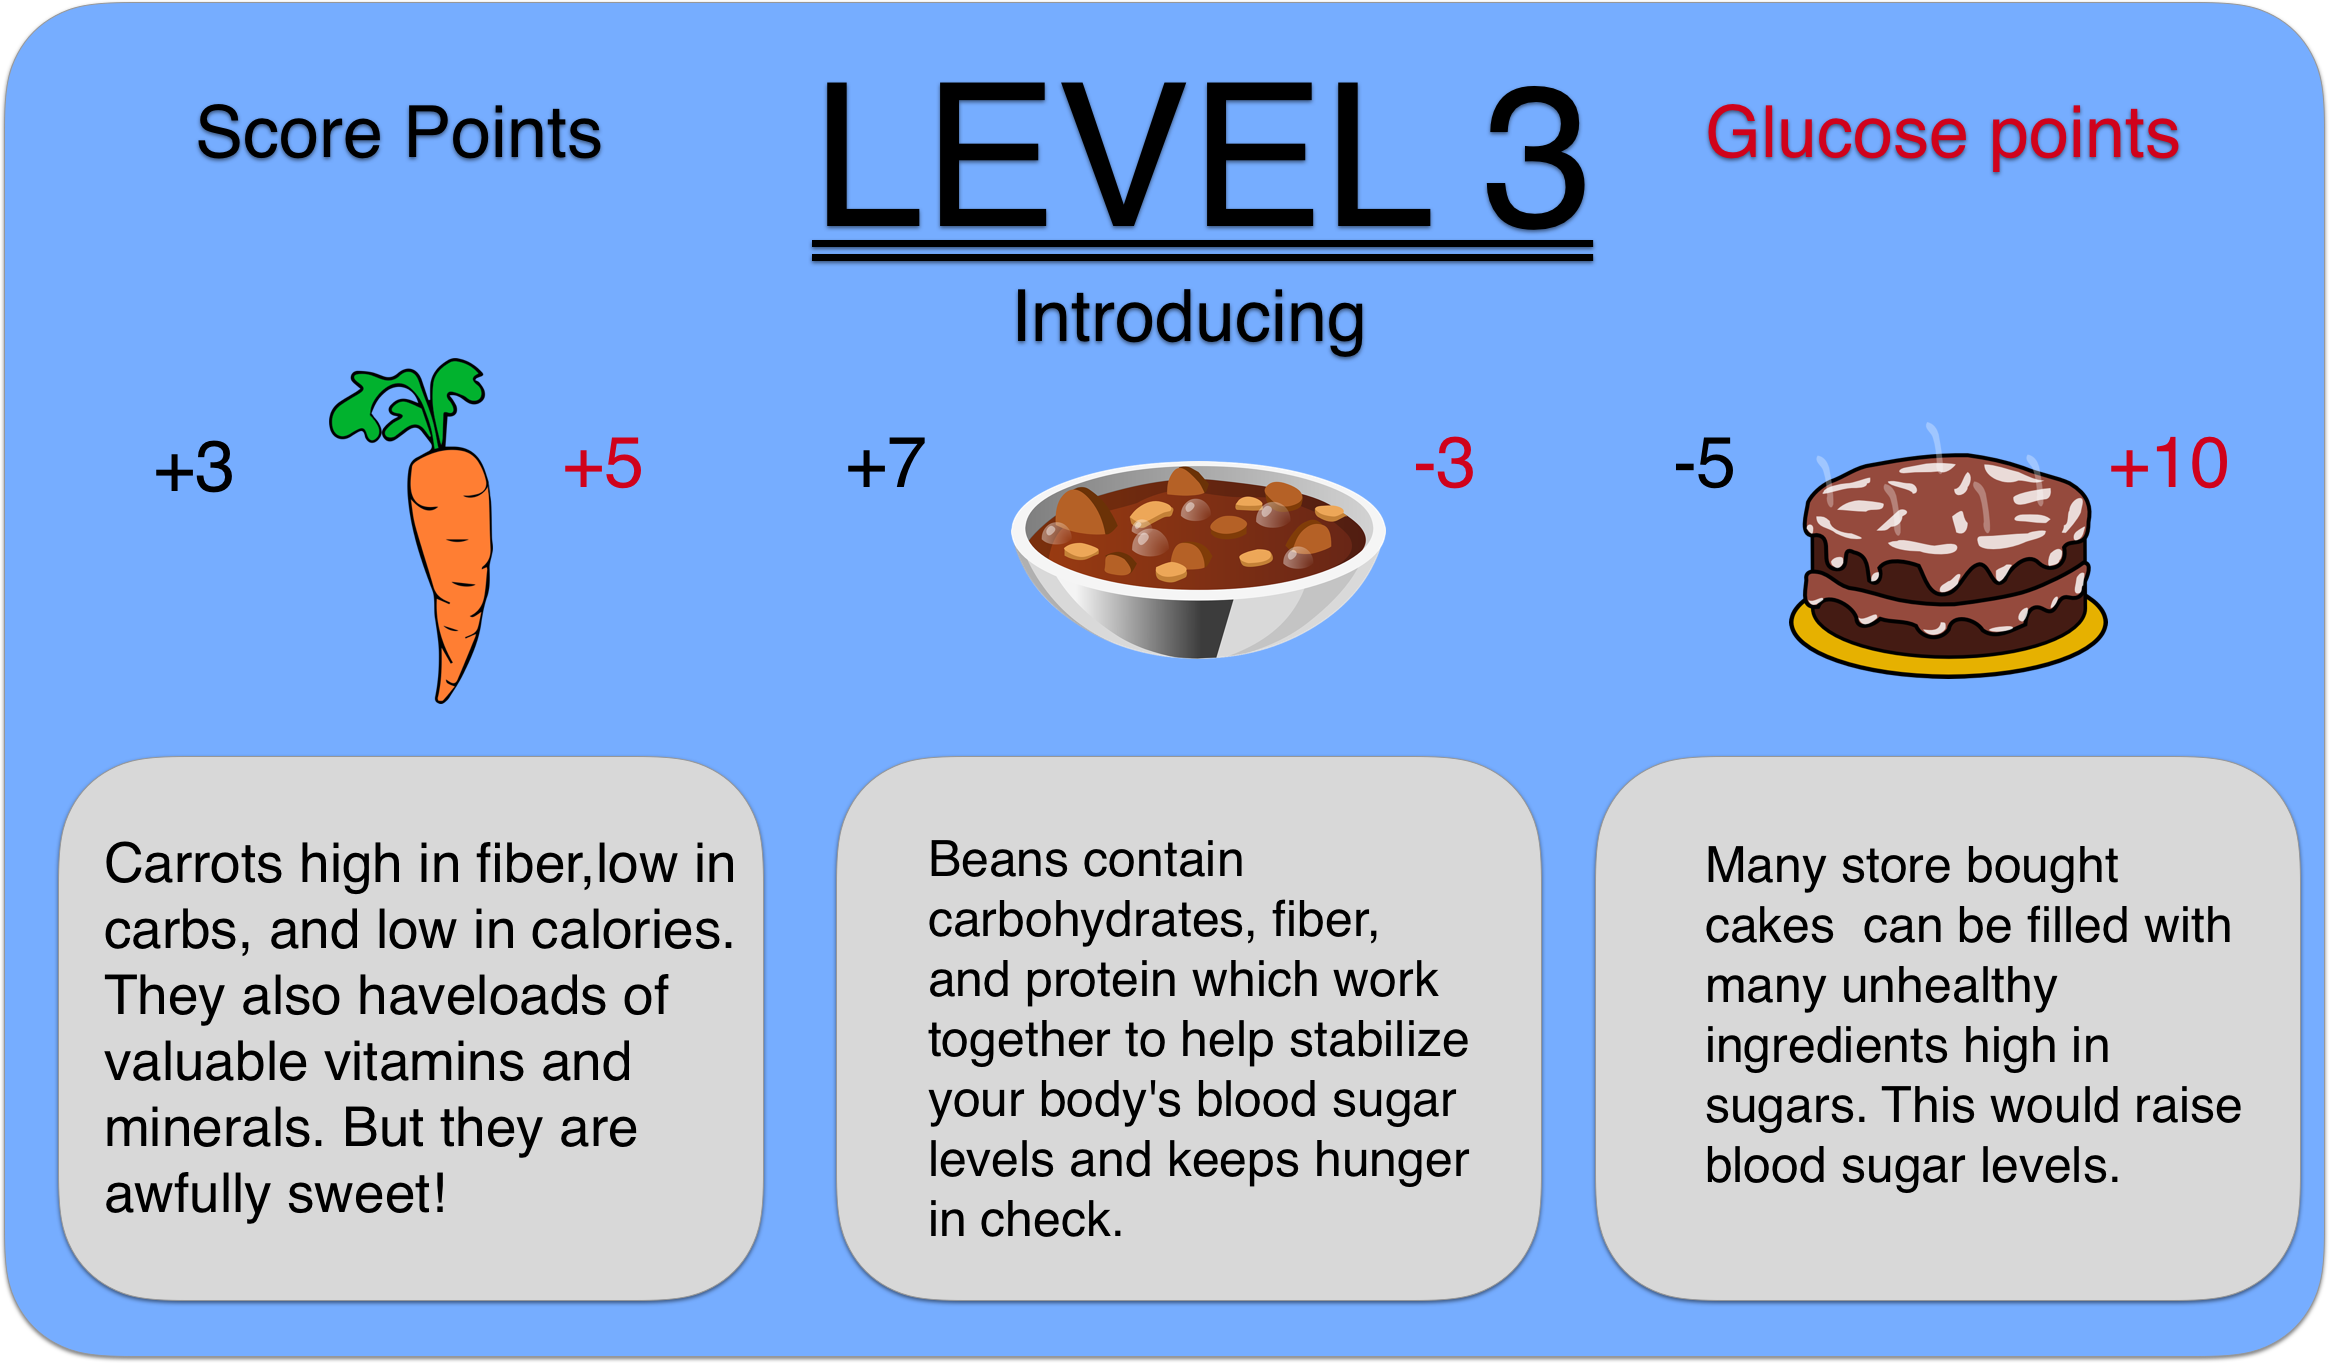 Score Points
LEVEL 3
Glucose points
Introducing
+3
+5
+7
-3
-5
+10
Carrots high in fiber,low in
carbs, and low in calories.
They also haveloads of
valuable vitamins and
minerals. But they are
awfully sweet!
Beans contain
carbohydrates, fiber,
and protein which work
together to help stabilize
your body's blood sugar
levels and keeps hunger
in check.
Many store bought
cakes  can be filled with
many unhealthy
ingredients high in
sugars. This would raise
blood sugar levels.